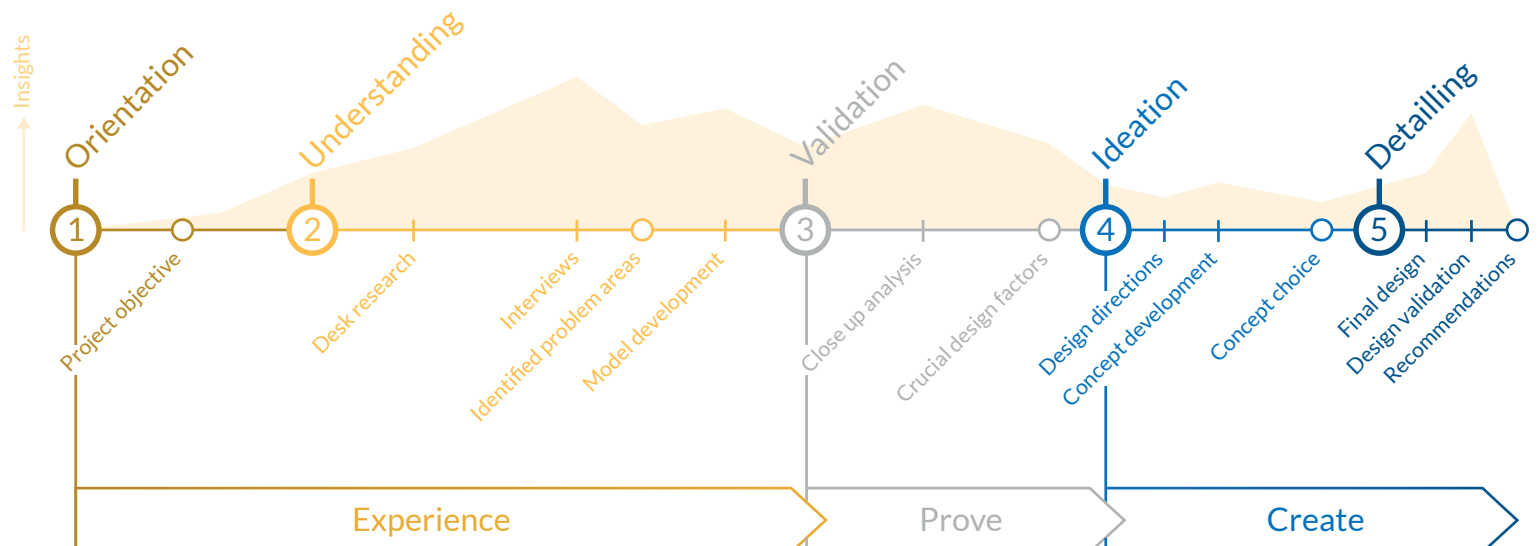 Insights
Orientation
Understanding
Validation
Ideation
Detailling
1
2
3
4
5
Project objective
Desk research
Interviews
Identified problem areas
Model development
Close up analysis
Crucial design factors
Design directions
Concept development
Concept choice
Final design
Design validation
Recommendations
Experience
Prove
Create